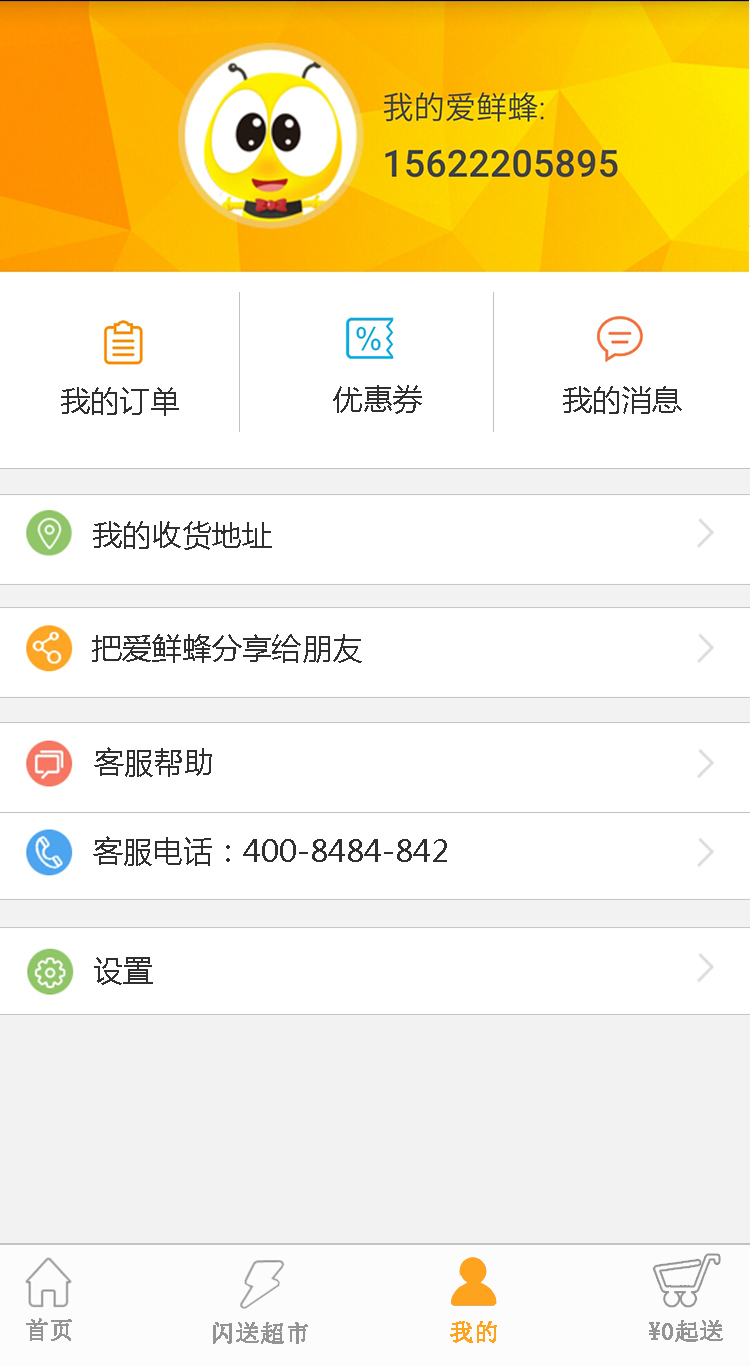 我的爱鲜蜂:
15622205895
我的订单
%
优惠券
我的消息
我的收货地址
把爱鲜蜂分享给朋友
客服帮助
客服电话：400-8484-842
设置
首页
闪送超市
我的
¥0起送